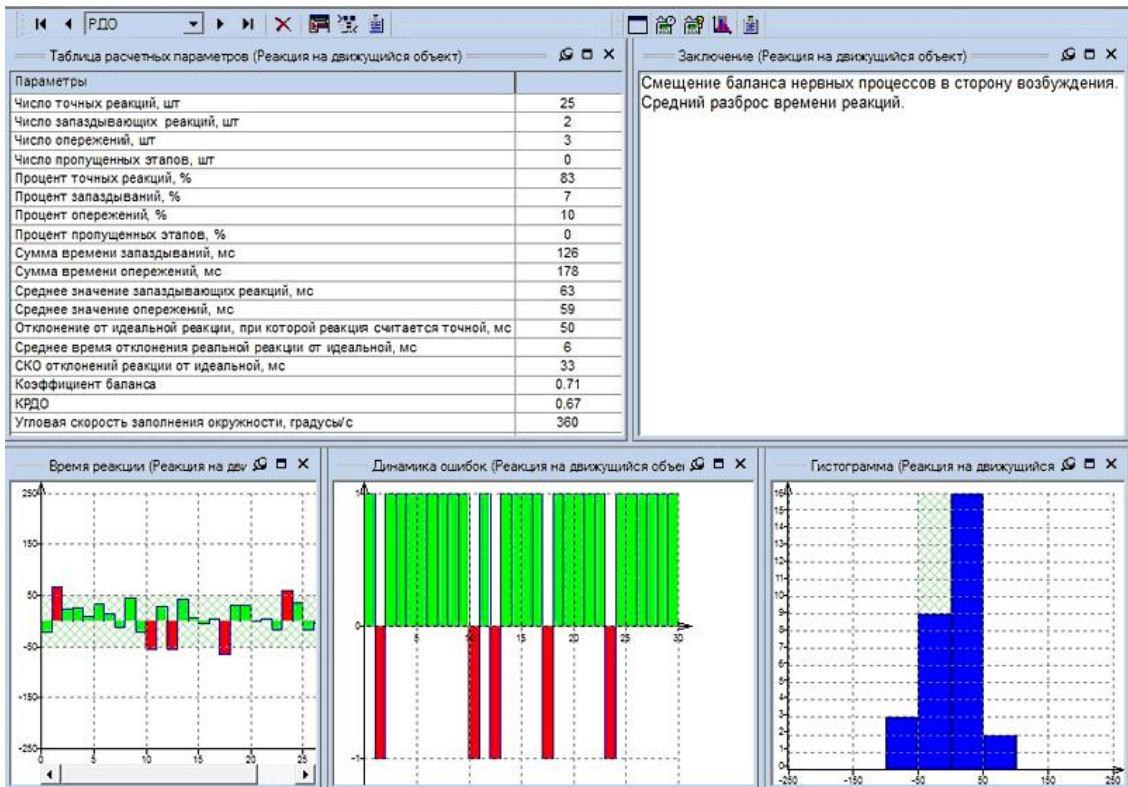 РДО
Таблица расчетных параметров (Реакция на движущийся объект)
Параметры
Число точных реакций, шт 25
Число запаздывающих реакций, шт 2
Число опережений, шт 3
Число пропущенных этапов, шт 0
Процент точных реакций, % 83
Процент запаздываний, % 7
Процент опережений, % 10
Процент пропущенных этапов, % 0
Сумма времени запаздываний, мс 126
Сумма времени опережений, мс 178
Среднее значение запаздывающих реакций, мс 63
Среднее значение опережений, мс 59
Отклонение от идеальной реакции, при которой реакция считается точной, мс 50
Среднее время отклонения реальной реакции от идеальной, мс 6
СКО отклонений реакции от идеальной, мс 33
Коэффициент баланса 0.71
КРДО 0.67
Угловая скорость заполнения окружности, градусы/с 360
Заключение (Реакция на движущийся объект)
Смещение баланса нервных процессов в сторону возбуждения.
Средний разброс времени реакций.
Время реакции (Реакция на дви
250
150
50
-50
-150
-250
0 5 10 15 20 25
Динамика ошибок (Реакция на движущийся объек
1
0
-1
5 10 15 20 25 30
Гистограмма (Реакция на движущийся
16
15
14
13
12
11
10
9
8
7
6
5
4
3
2
1
0
-250 -150 -50 50 150 250